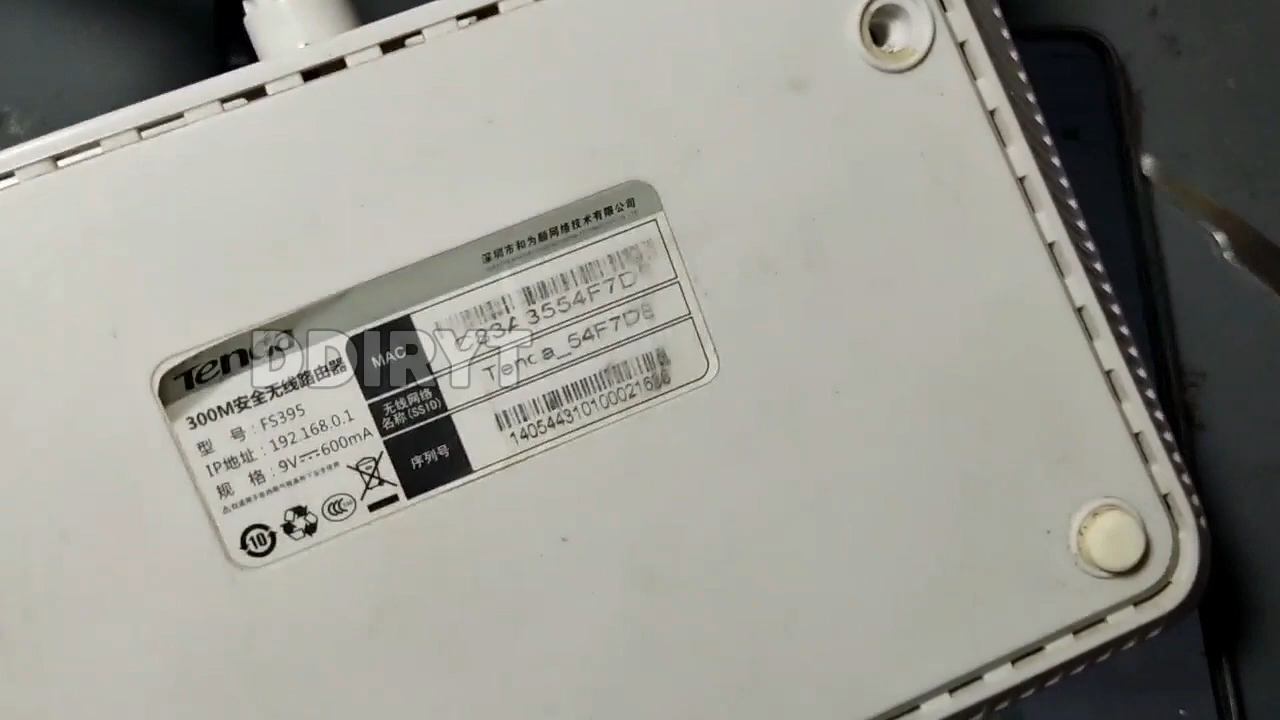 深圳市和为顺网络技术有限公司
Tenda
DDIRYT
300M安全无线路由器
型 号:FS395
IP地址:192.168.0.1
规 格:9V⎓600mA
10
MAC
C83A3554F7D
无线网络
名称(SSID)
Tenda_54F7D8
序列号